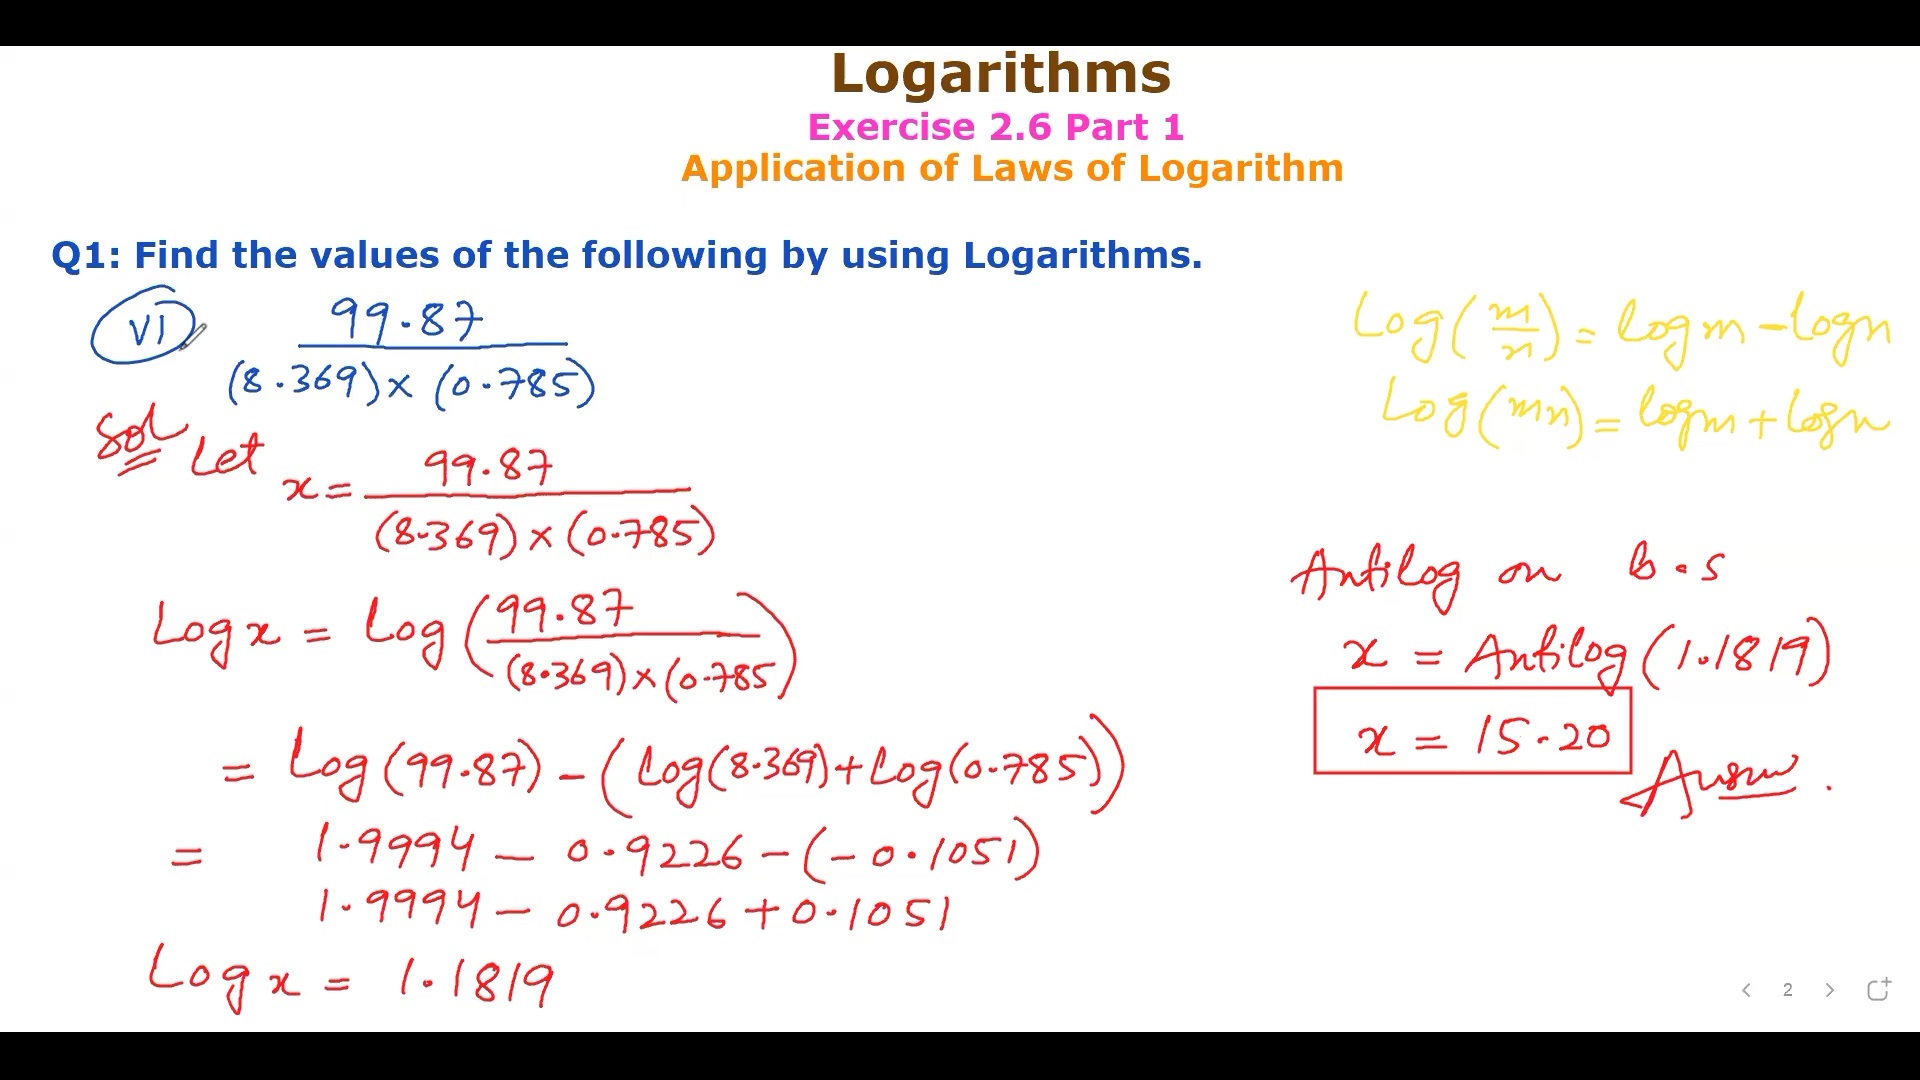 Logarithms
Exercise 2.6 Part 1
Application of Laws of Logarithm
Q1: Find the values of the following by using Logarithms.
vi 99.87
(8.369)×(0.785)
Sol Let x = 99.87
(8.369)×(0.785)
Log x = Log(99.87
(8.369)×(0.785)
= Log(99.87) - (Log(8.369)+Log(0.785))
= 1.9994 - 0.9226 - (-0.1051)
1.9994 - 0.9226 + 0.1051
Log x = 1.1819
Log(m/n) = Log m - Log n
Log(mn) = Log m + Log n
Antilog on b.s
x = Antilog(1.1819)
x = 15.20
Answ.
2